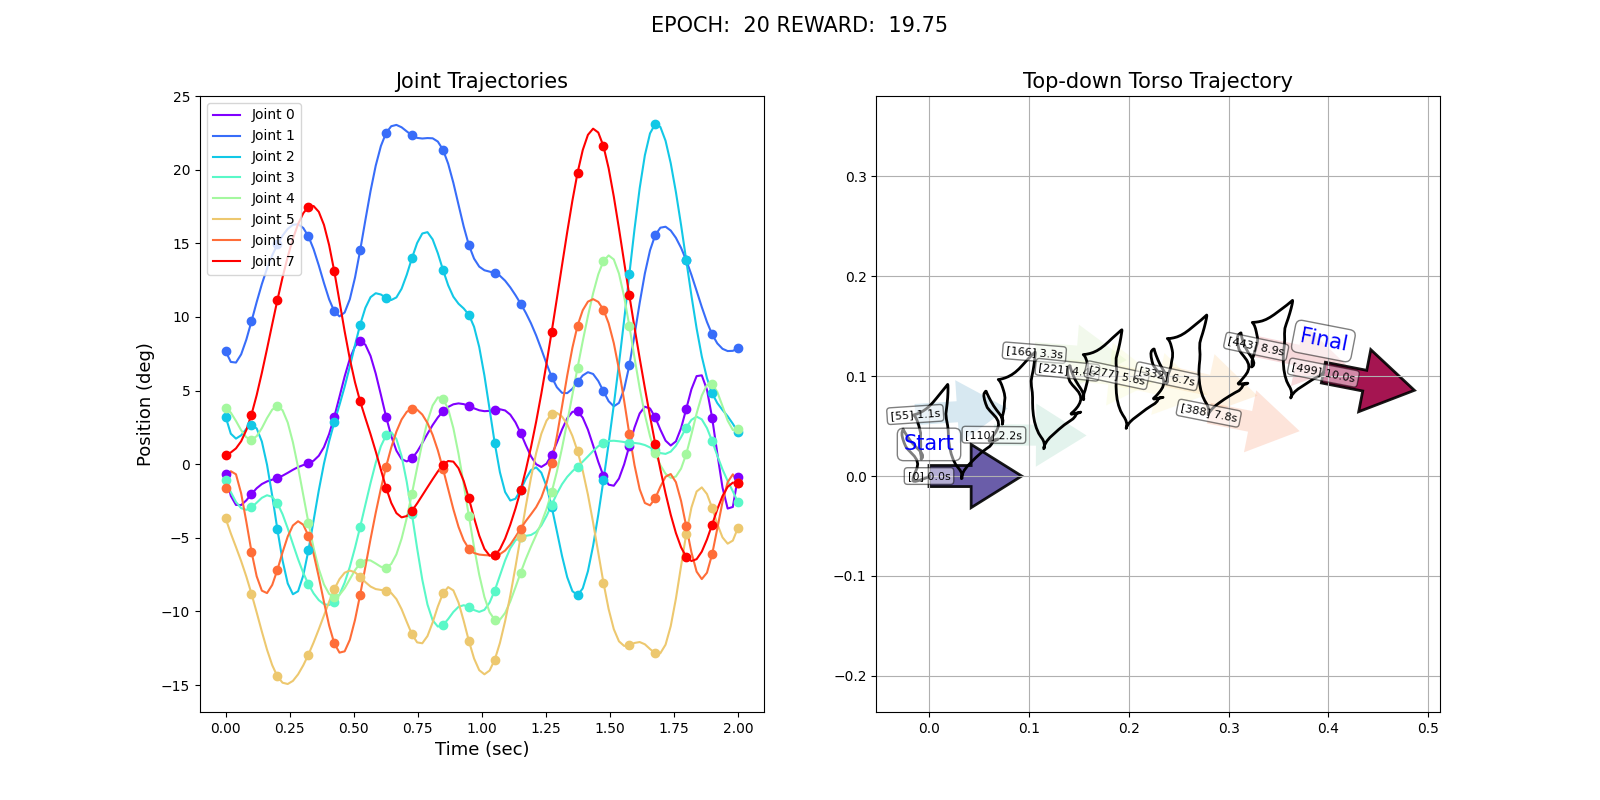 EPOCH:  20 REWARD:  19.75
Joint Trajectories
Position (deg)
25
20
15
10
5
0
−5
−10
−15
Joint 0
Joint 1
Joint 2
Joint 3
Joint 4
Joint 5
Joint 6
Joint 7
0.00 0.25 0.50 0.75 1.00 1.25 1.50 1.75 2.00
Time (sec)
Top-down Torso Trajectory
0.3
0.2
0.1
0.0
−0.1
−0.2
Start
Final
[0] 0.0s
[55] 1.1s
[110] 2.2s
[166] 3.3s
[221] 4.
[277] 5.6s
[332] 6.7s
[388] 7.8s
[443] 8.9s
[499] 10.0s
0.0 0.1 0.2 0.3 0.4 0.5